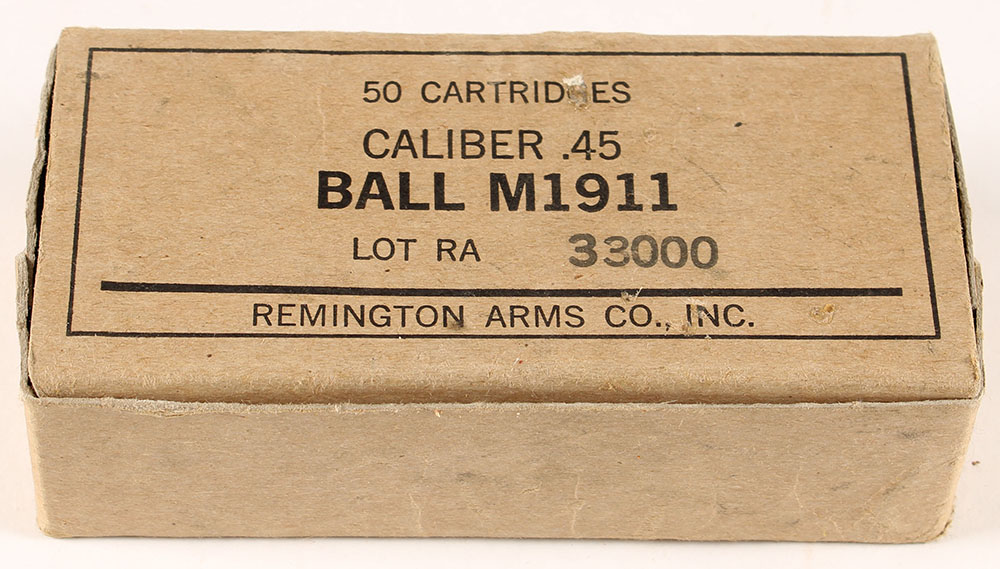 50 CARTRIDGES
CALIBER .45
BALL M1911
LOT RA 33000
REMINGTON ARMS CO., INC.